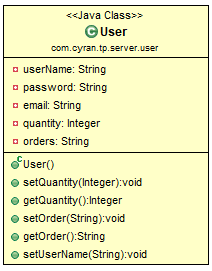 <<Java Class>>
C User
com.cyran.tp.server.user
userName: String
password: String
email: String
quantity: Integer
orders: String
C User()
setQuantity(Integer):void
getQuantity():Integer
setOrder(String):void
getOrder():String
setUserName(String):void